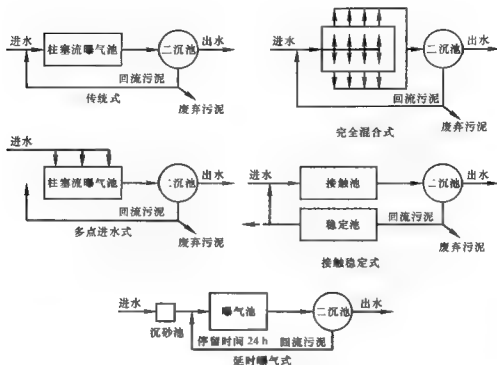 进水
柱塞流曝气池
二沉池
出水
回流污泥
传统式
废弃污泥
进水
二沉池
出水
回流污泥
完全混合式
废弃污泥
进水
柱塞流曝气池
二沉池
出水
回流污泥
多点进水式
废弃污泥
进水
接触池
二沉池
出水
稳定池
回流污泥
接触稳定式
废弃污泥
进水
沉砂池
曝气池
二沉池
出水
停留时间24h 回流污泥
延时曝气式